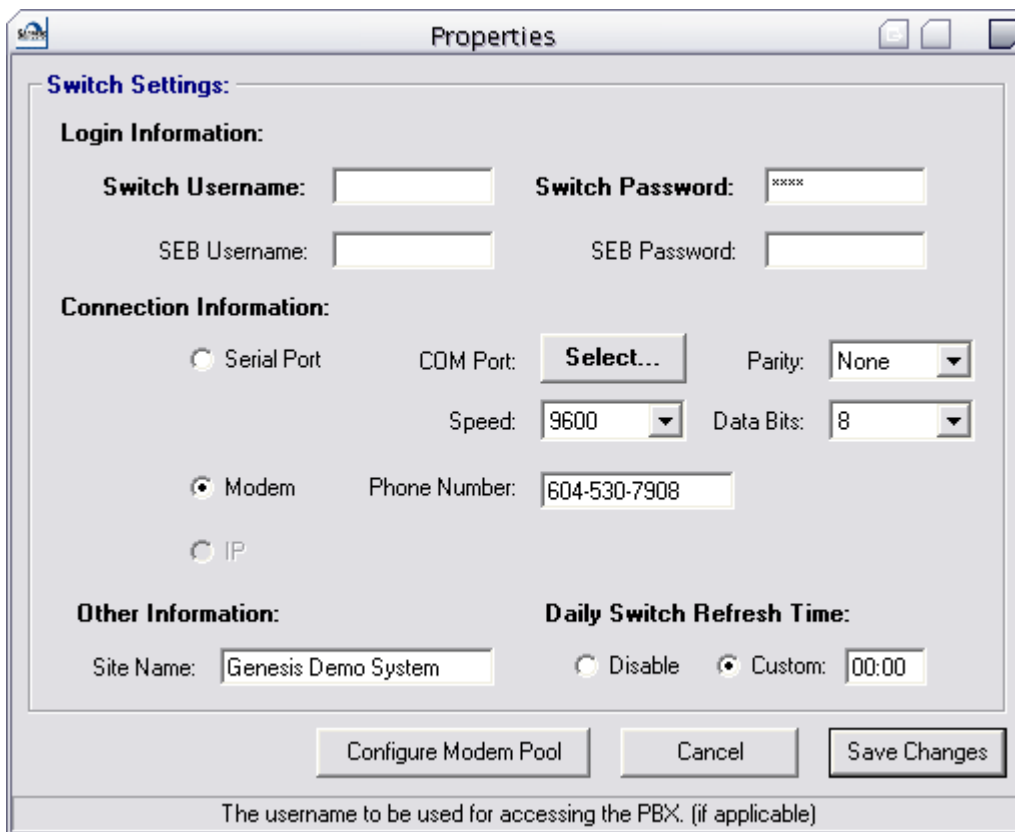 Properties
Switch Settings:
Login Information:
Switch Username: Switch Password: ****
SEB Username: SEB Password:
Connection Information:
Serial Port COM Port: Select... Parity: None
Speed: 9600 Data Bits: 8
Modem Phone Number: 604-530-7908
IP
Other Information: Daily Switch Refresh Time:
Site Name: Genesis Demo System Disable Custom: 00:00
Configure Modem Pool Cancel Save Changes
The username to be used for accessing the PBX. (if applicable)